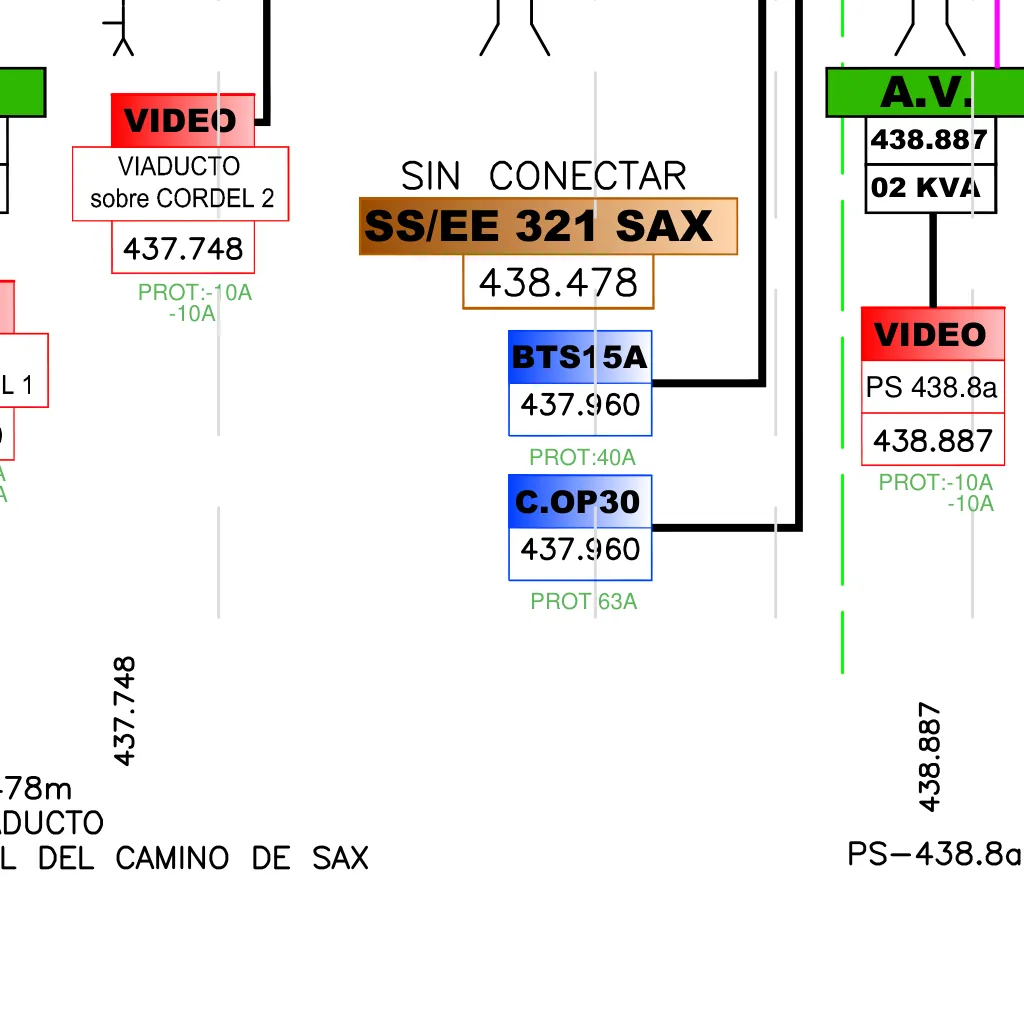 VIDEO
VIADUCTO
sobre CORDEL 2
437.748
PROT:-10A
-10A
L 1
SIN CONECTAR
SS/EE 321 SAX
438.478
BTS15A
437.960
PROT:40A
C.OP30
437.960
PROT 63A
A.V.
438.887
02 KVA
VIDEO
PS 438.8a
438.887
PROT:-10A
-10A
437.748
438.887
78m
ADUCTO
L DEL CAMINO DE SAX
PS-438.8a